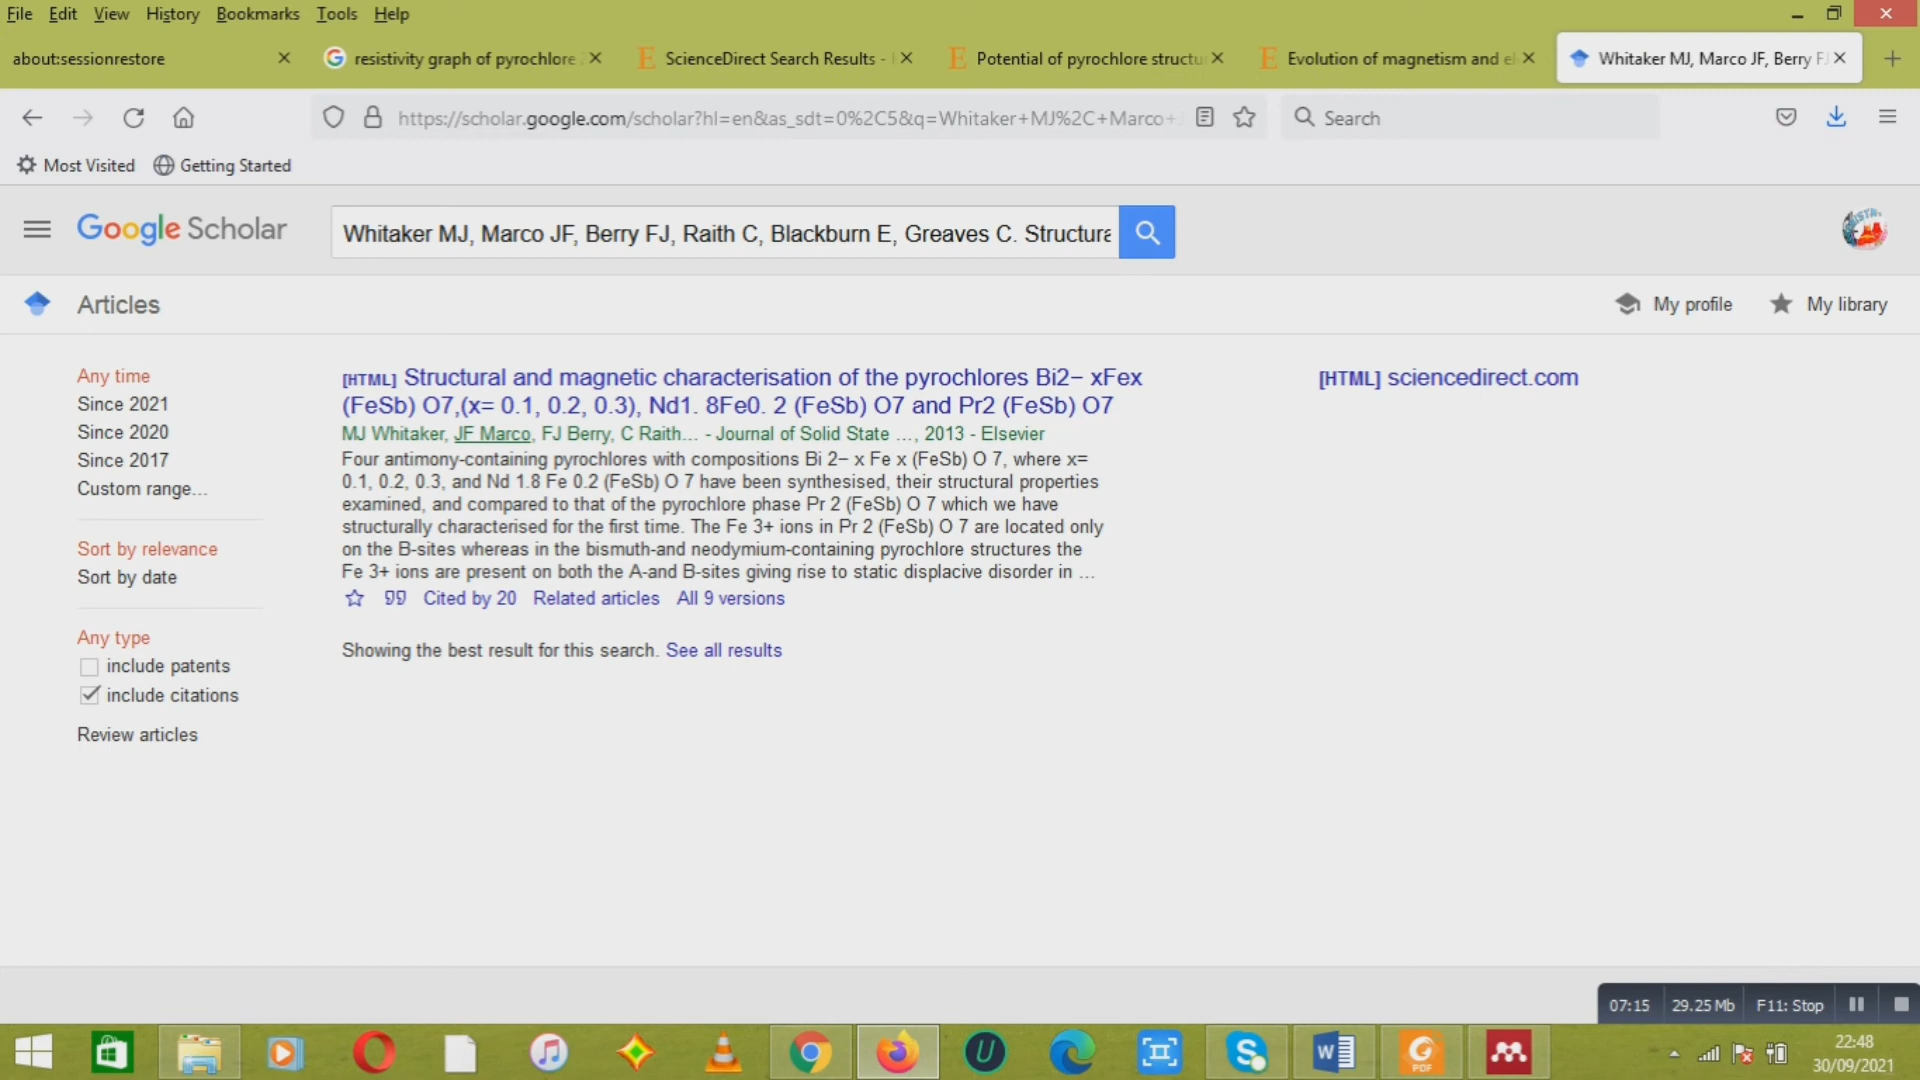 File Edit View History Bookmarks Tools Help
about:sessionrestore
resistivity graph of pyrochlore
ScienceDirect Search Results -
Potential of pyrochlore structu
Evolution of magnetism and el
Whitaker MJ, Marco JF, Berry FJ
https://scholar.google.com/scholar?hl=en&as_sdt=0%2C5&q=Whitaker+MJ%2C+Marco+
Search
Most Visited Getting Started
Google Scholar
Whitaker MJ, Marco JF, Berry FJ, Raith C, Blackburn E, Greaves C. Structura
Articles
My profile My library
Any time
Since 2021
Since 2020
Since 2017
Custom range...
Sort by relevance
Sort by date
Any type
include patents
include citations
Review articles
[HTML] Structural and magnetic characterisation of the pyrochlores Bi2− xFex
(FeSb) O7,(x= 0.1, 0.2, 0.3), Nd1. 8Fe0. 2 (FeSb) O7 and Pr2 (FeSb) O7
MJ Whitaker, JF Marco, FJ Berry, C Raith... - Journal of Solid State ..., 2013 - Elsevier
Four antimony-containing pyrochlores with compositions Bi 2− x Fe x (FeSb) O 7, where x=
0.1, 0.2, 0.3, and Nd 1.8 Fe 0.2 (FeSb) O 7 have been synthesised, their structural properties
examined, and compared to that of the pyrochlore phase Pr 2 (FeSb) O 7 which we have
structurally characterised for the first time. The Fe 3+ ions in Pr 2 (FeSb) O 7 are located only
on the B-sites whereas in the bismuth-and neodymium-containing pyrochlore structures the
Fe 3+ ions are present on both the A-and B-sites giving rise to static displacive disorder in ...
Cited by 20 Related articles All 9 versions
Showing the best result for this search. See all results
[HTML] sciencedirect.com
07:15 29.25 Mb F11: Stop
22:48
30/09/2021